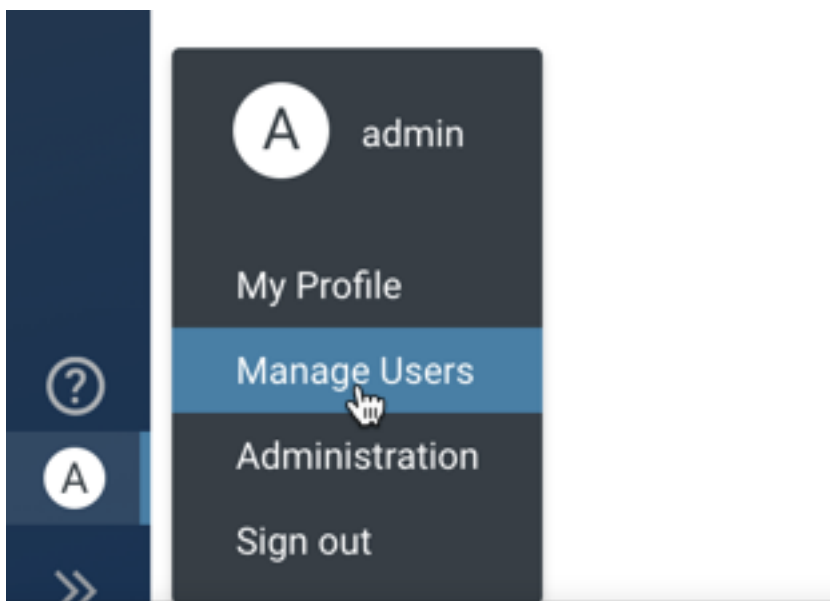 A admin
My Profile
Manage Users
?
A
Administration
Sign out